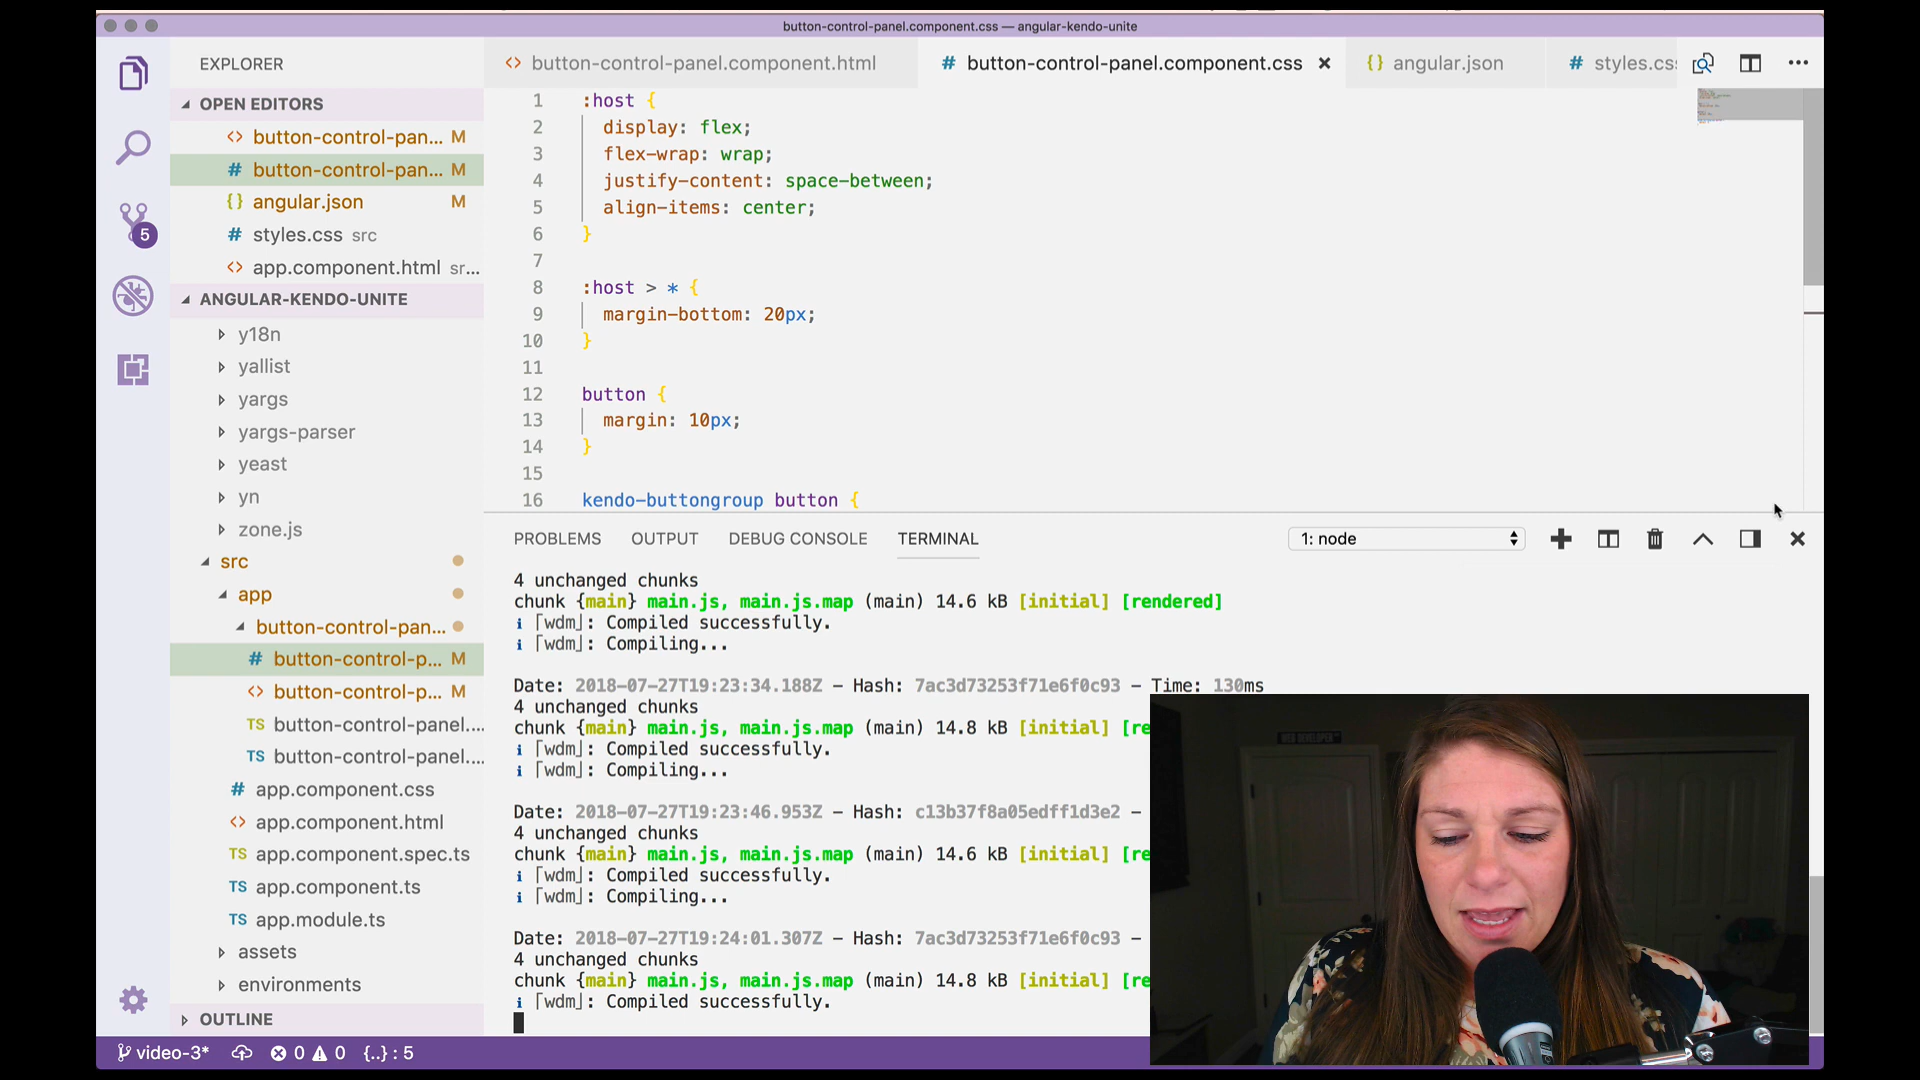 button-control-panel.component.css — angular-kendo-unite
EXPLORER
OPEN EDITORS
button-control-pan... M
button-control-pan... M
angular.json M
styles.css src
app.component.html sr...
ANGULAR-KENDO-UNITE
y18n
yallist
yargs
yargs-parser
yeast
yn
zone.js
src
app
button-control-pan...
button-control-p... M
button-control-p... M
TS button-control-panel....
TS button-control-panel....
app.component.css
app.component.html
TS app.component.spec.ts
TS app.component.ts
TS app.module.ts
assets
environments
OUTLINE
5
<> button-control-panel.component.html
# button-control-panel.component.css ×
{} angular.json
# styles.cs
1 :host {
2 display: flex;
3 flex-wrap: wrap;
4 justify-content: space-between;
5 align-items: center;
6 }
7
8 :host > * {
9 margin-bottom: 20px;
10 }
11
12 button {
13 margin: 10px;
14 }
15
16 kendo-buttongroup button {
PROBLEMS OUTPUT DEBUG CONSOLE TERMINAL 1: node
4 unchanged chunks
chunk {main} main.js, main.js.map (main) 14.6 kB [initial] [rendered]
i ｢wdm｣: Compiled successfully.
i ｢wdm｣: Compiling...
Date: 2018-07-27T19:23:34.188Z - Hash: 7ac3d73253f71e6f0c93 - Time: 130ms
4 unchanged chunks
chunk {main} main.js, main.js.map (main) 14.8 kB [initial] [re
i ｢wdm｣: Compiled successfully.
i ｢wdm｣: Compiling...
Date: 2018-07-27T19:23:46.953Z - Hash: c13b37f8a05edff1d3e2 -
4 unchanged chunks
chunk {main} main.js, main.js.map (main) 14.6 kB [initial] [re
i ｢wdm｣: Compiled successfully.
i ｢wdm｣: Compiling...
Date: 2018-07-27T19:24:01.307Z - Hash: 7ac3d73253f71e6f0c93 -
4 unchanged chunks
chunk {main} main.js, main.js.map (main) 14.8 kB [initial] [re
i ｢wdm｣: Compiled successfully.
WEB DEVELOPER
video-3* 0 0 {..} : 5